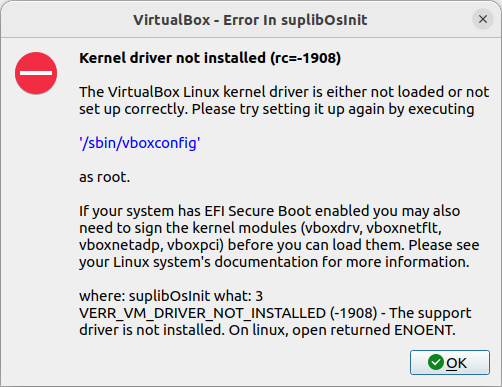 VirtualBox - Error In suplibOsInit
Kernel driver not installed (rc=-1908)
The VirtualBox Linux kernel driver is either not loaded or not
set up correctly. Please try setting it up again by executing
'/sbin/vboxconfig'
as root.
If your system has EFI Secure Boot enabled you may also
need to sign the kernel modules (vboxdrv, vboxnetflt,
vboxnetadp, vboxpci) before you can load them. Please see
your Linux system's documentation for more information.
where: suplibOsInit what: 3
VERR_VM_DRIVER_NOT_INSTALLED (-1908) - The support
driver is not installed. On linux, open returned ENOENT.
OK